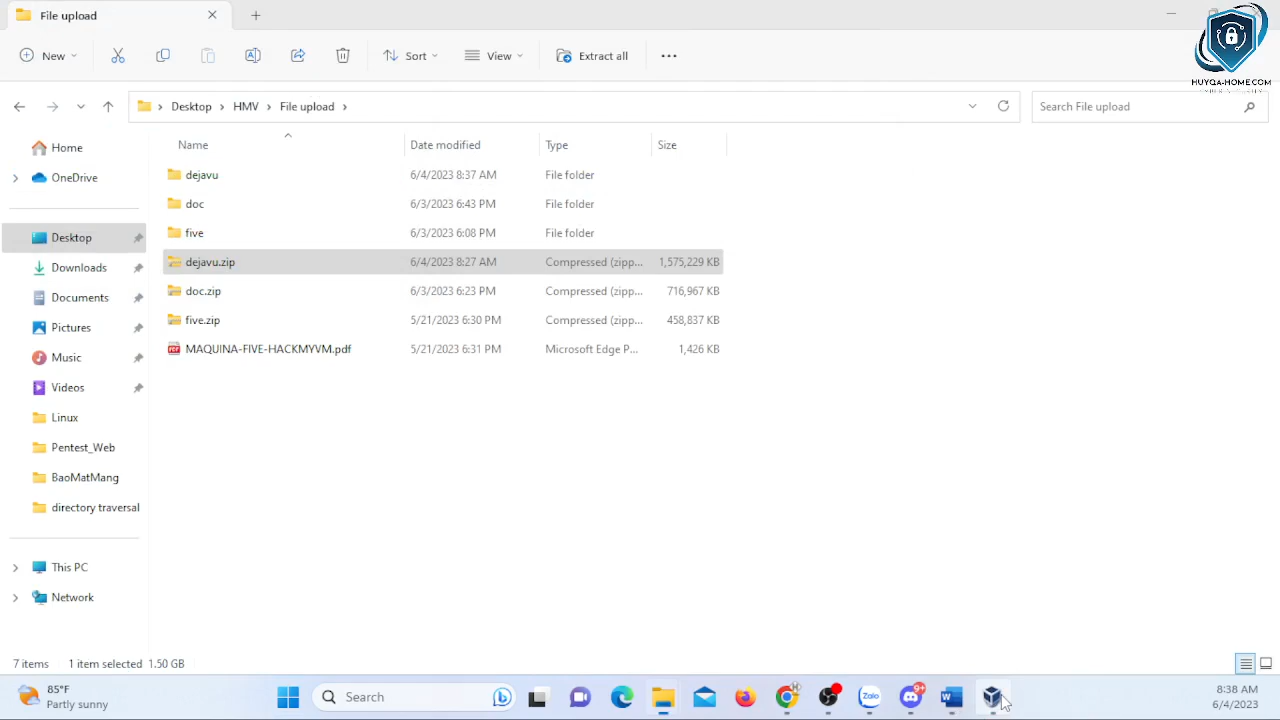 File upload
HUYQA-HOME.COM
New
Sort
View
Extract all
Desktop
HMV
File upload
Search File upload
Name
Date modified
Type
Size
Home
OneDrive
Desktop
Downloads
Documents
Pictures
Music
Videos
Linux
Pentest_Web
BaoMatMang
directory traversal
This PC
Network
dejavu 6/4/2023 8:37 AM File folder
doc 6/3/2023 6:43 PM File folder
five 6/3/2023 6:08 PM File folder
dejavu.zip 6/4/2023 8:27 AM Compressed (zipp... 1,575,229 KB
doc.zip 6/3/2023 6:23 PM Compressed (zipp... 716,967 KB
five.zip 5/21/2023 6:30 PM Compressed (zipp... 458,837 KB
MAQUINA-FIVE-HACKMYVM.pdf 5/21/2023 6:31 PM Microsoft Edge P... 1,426 KB
7 items 1 item selected 1.50 GB
85°F
Partly sunny
Search
H
Zalo
9+
W
8:38 AM
6/4/2023